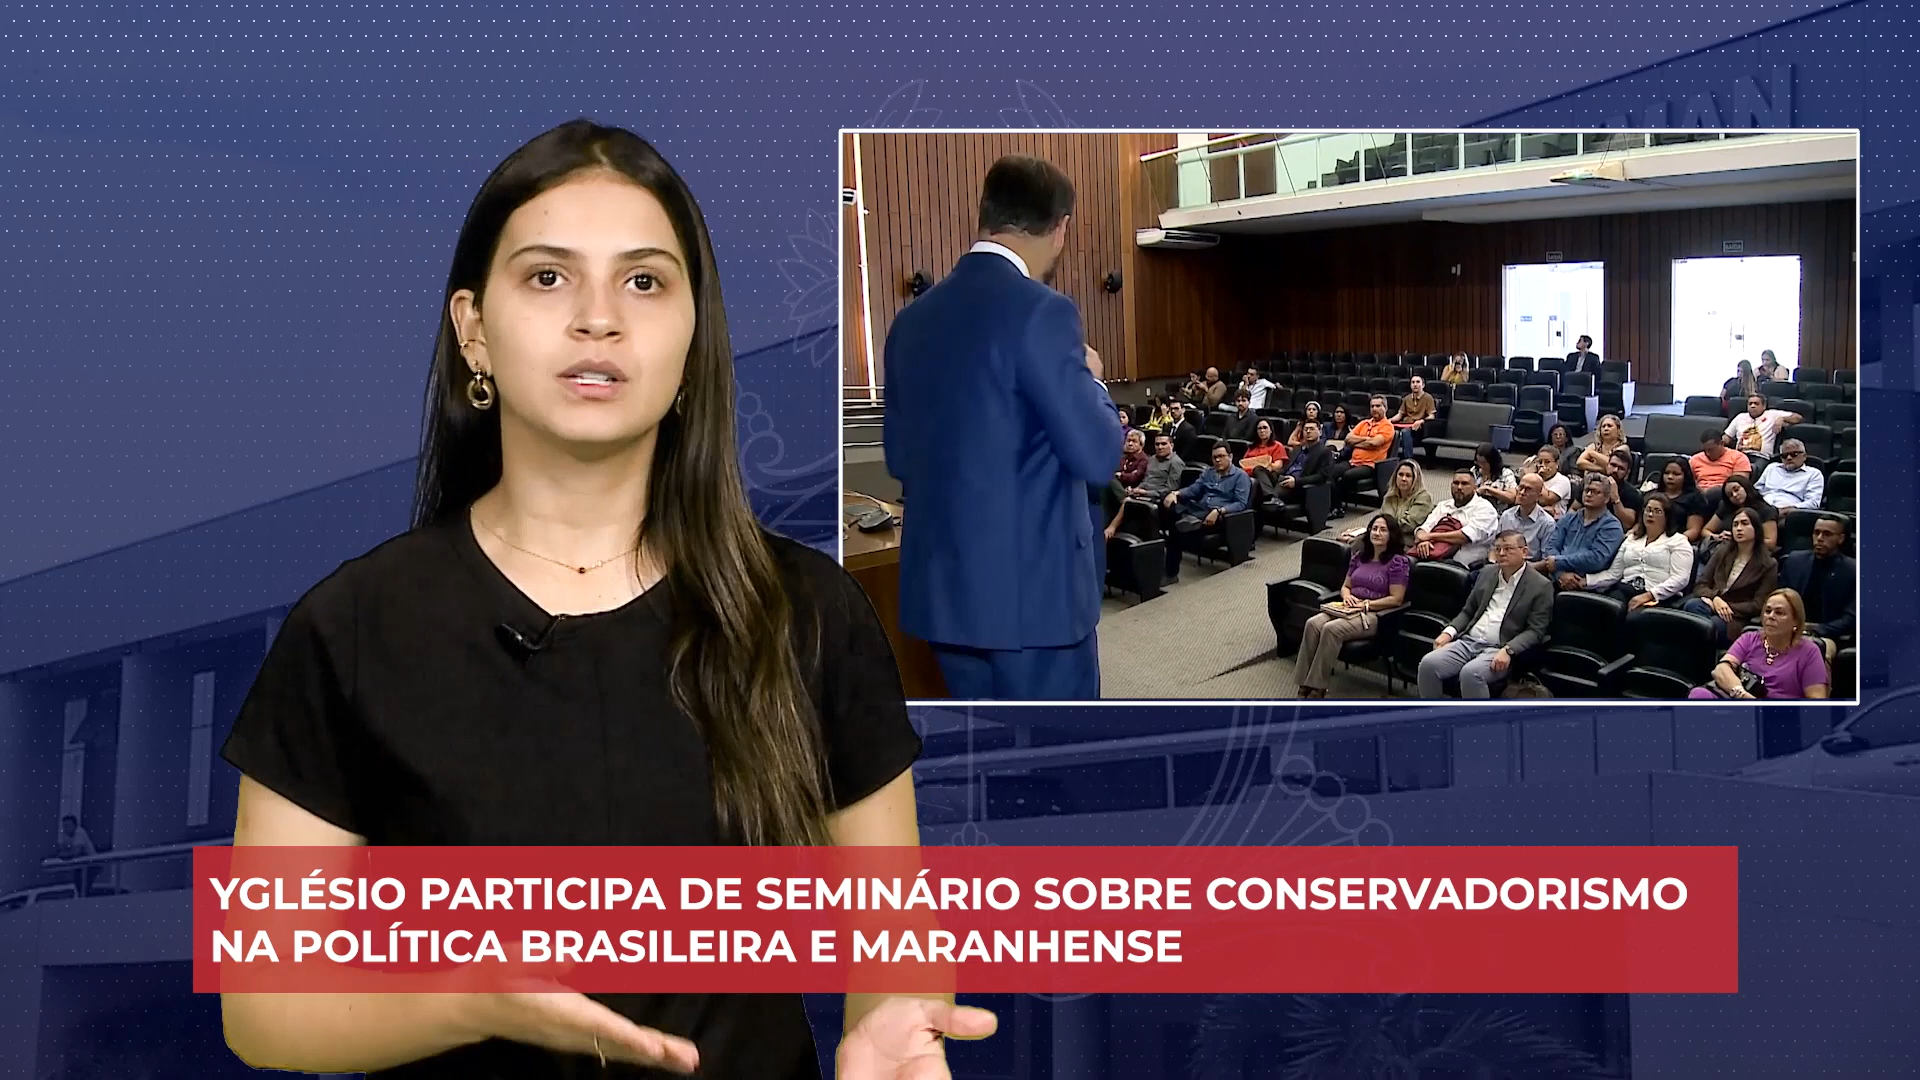 YGLÉSIO PARTICIPA DE SEMINÁRIO SOBRE CONSERVADORISMO
NA POLÍTICA BRASILEIRA E MARANHENSE